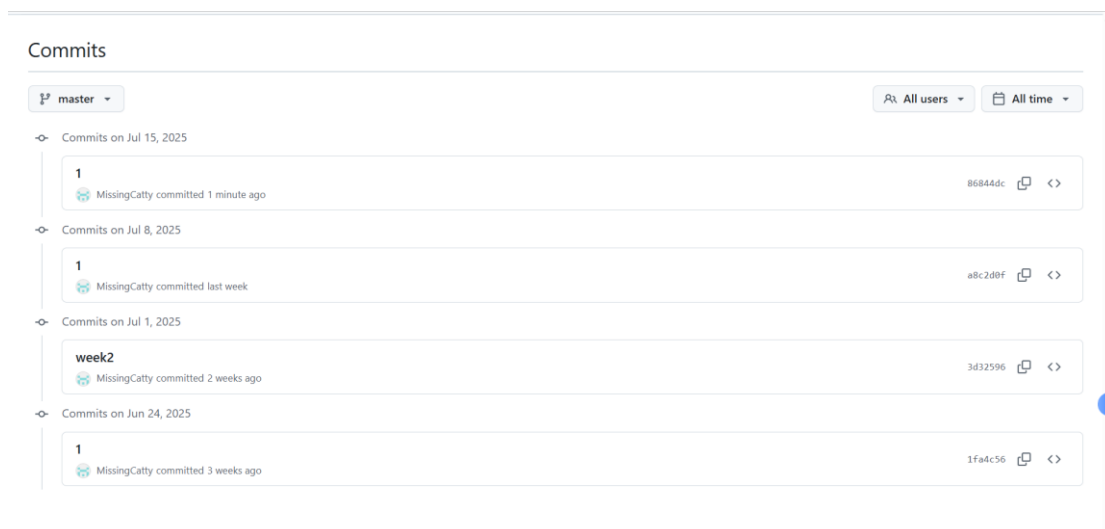 Commits
master
All users
All time
Commits on Jul 15, 2025
1
MissingCatty committed 1 minute ago
86844dc
Commits on Jul 8, 2025
1
MissingCatty committed last week
a8c2d0f
Commits on Jul 1, 2025
week2
MissingCatty committed 2 weeks ago
3d32596
Commits on Jun 24, 2025
1
MissingCatty committed 3 weeks ago
1fa4c56